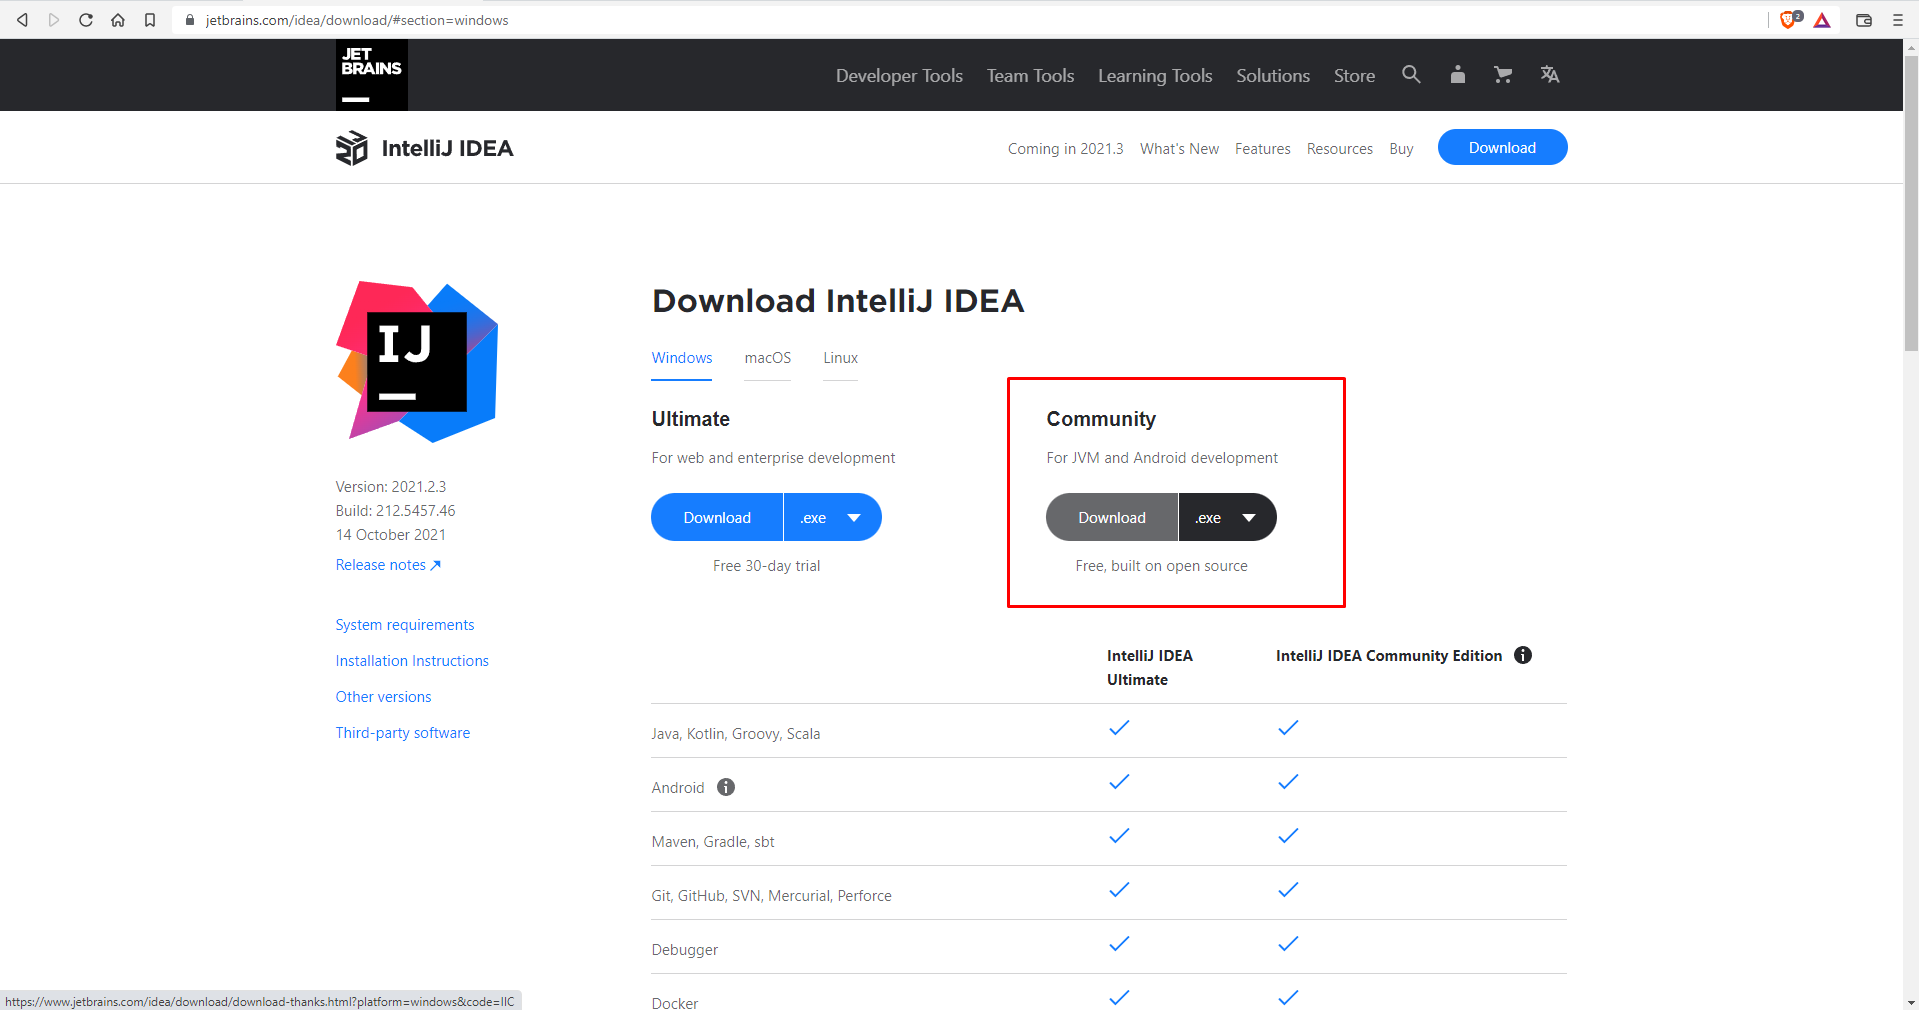 jetbrains.com/idea/download/#section=windows
2
JET
BRAINS
Developer Tools Team Tools Learning Tools Solutions Store
IntelliJ IDEA
Coming in 2021.3 What's New Features Resources Buy Download
IJ
Version: 2021.2.3
Build: 212.5457.46
14 October 2021
Release notes
System requirements
Installation Instructions
Other versions
Third-party software
Download IntelliJ IDEA
Windows macOS Linux
Ultimate
For web and enterprise development
Download .exe
Free 30-day trial
Community
For JVM and Android development
Download .exe
Free, built on open source
IntelliJ IDEA
Ultimate
IntelliJ IDEA Community Edition
Java, Kotlin, Groovy, Scala
Android
Maven, Gradle, sbt
Git, GitHub, SVN, Mercurial, Perforce
Debugger
Docker
https://www.jetbrains.com/idea/download/download-thanks.html?platform=windows&code=IIC